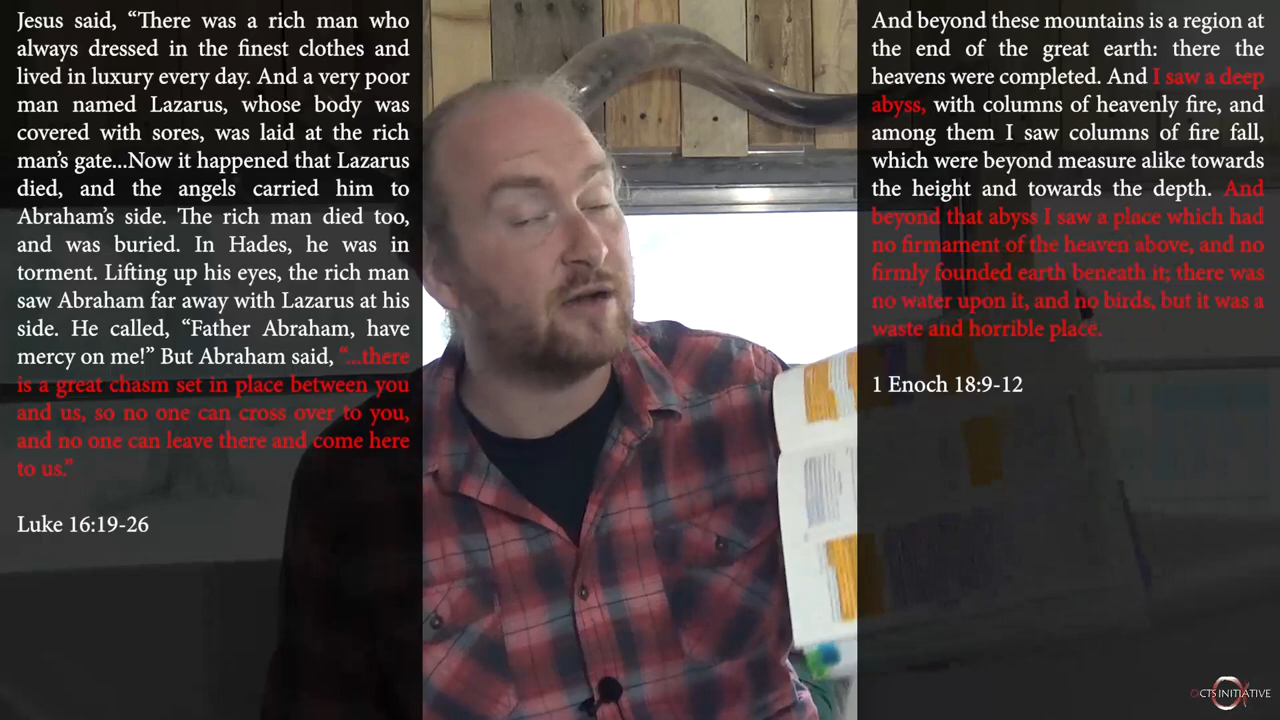 Jesus said, “There was a rich man who
always dressed in the finest clothes and
lived in luxury every day. And a very poor
man named Lazarus, whose body was
covered with sores, was laid at the rich
man’s gate...Now it happened that Lazarus
died, and the angels carried him to
Abraham’s side. The rich man died too,
and was buried. In Hades, he was in
torment. Lifting up his eyes, the rich man
saw Abraham far away with Lazarus at his
side. He called, “Father Abraham, have
mercy on me!” But Abraham said, “...there
is a great chasm set in place between you
and us, so no one can cross over to you,
and no one can leave there and come here
to us.”
Luke 16:19-26
And beyond these mountains is a region at
the end of the great earth: there the
heavens were completed. And I saw a deep
abyss, with columns of heavenly fire, and
among them I saw columns of fire fall,
which were beyond measure alike towards
the height and towards the depth. And
beyond that abyss I saw a place which had
no firmament of the heaven above, and no
firmly founded earth beneath it; there was
no water upon it, and no birds, but it was a
waste and horrible place.
1 Enoch 18:9-12
INITIATIVE